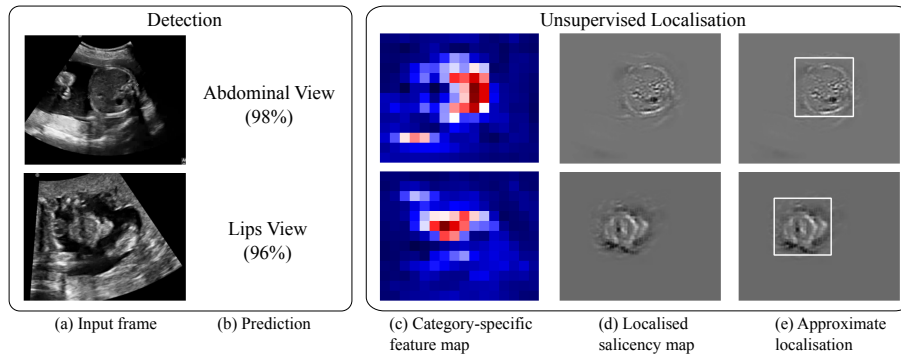 Detection
Unsupervised Localisation
Abdominal View
(98%)
Lips View
(96%)
(a) Input frame
(b) Prediction
(c) Category-specific
feature map
(d) Localised
salicency map
(e) Approximate
localisation